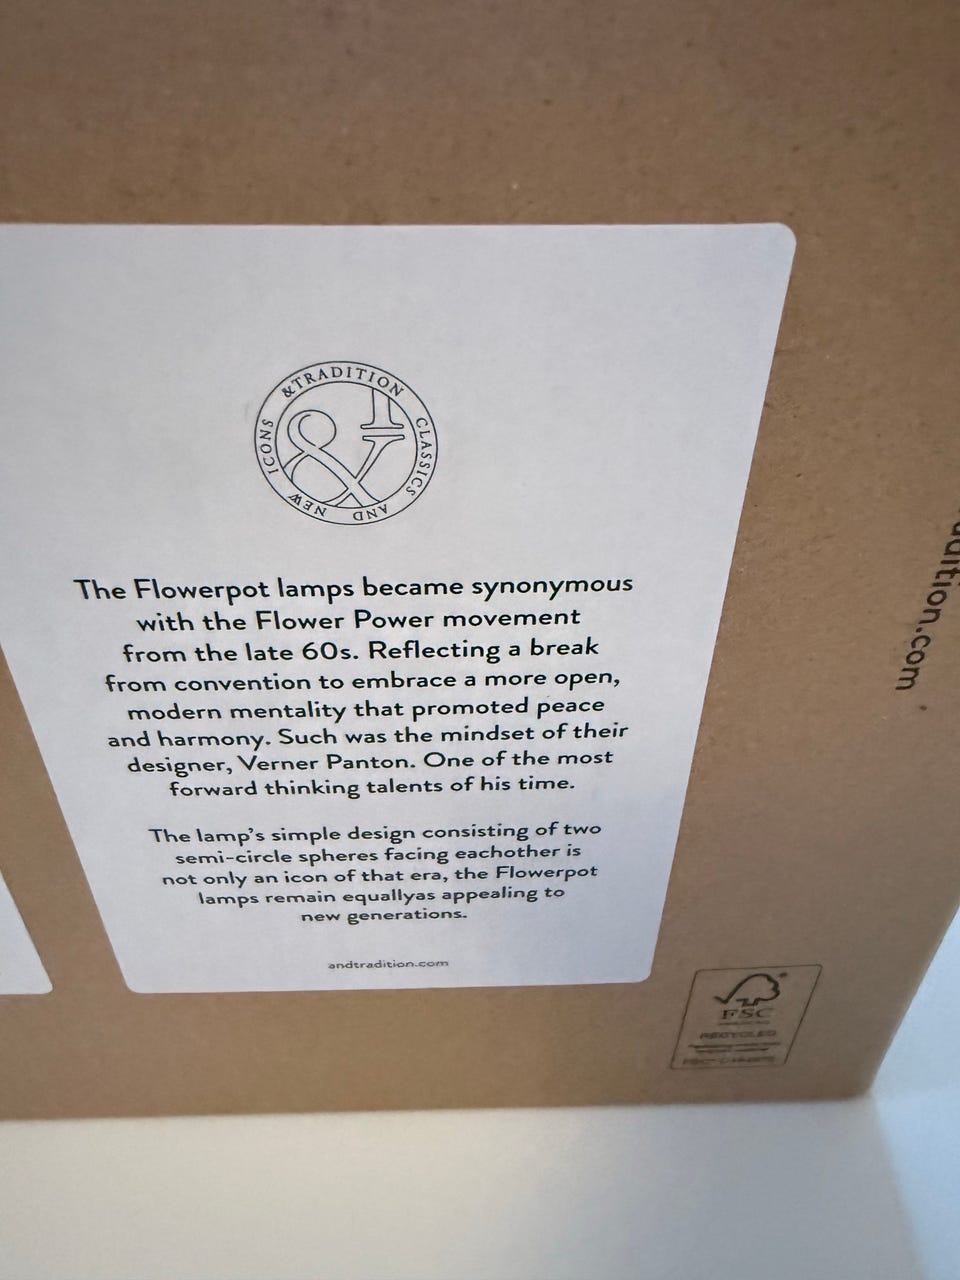 &TRADITION CLASSICS AND NEW ICONS
&
The Flowerpot lamps became synonymous
with the Flower Power movement
from the late 60s. Reflecting a break
from convention to embrace a more open,
modern mentality that promoted peace
and harmony. Such was the mindset of their
designer, Verner Panton. One of the most
forward thinking talents of his time.
The lamp's simple design consisting of two
semi-circle spheres facing eachother is
not only an icon of that era, the Flowerpot
lamps remain equallyas appealing to
new generations.
andtradition.com
dition.com
FSC
RECYCLED